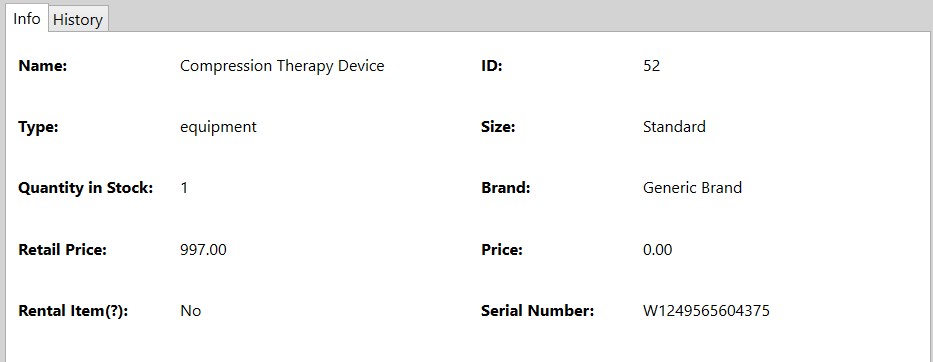 Info History
Name: Compression Therapy Device ID: 52
Type: equipment Size: Standard
Quantity in Stock: 1 Brand: Generic Brand
Retail Price: 997.00 Price: 0.00
Rental Item(?): No Serial Number: W1249565604375